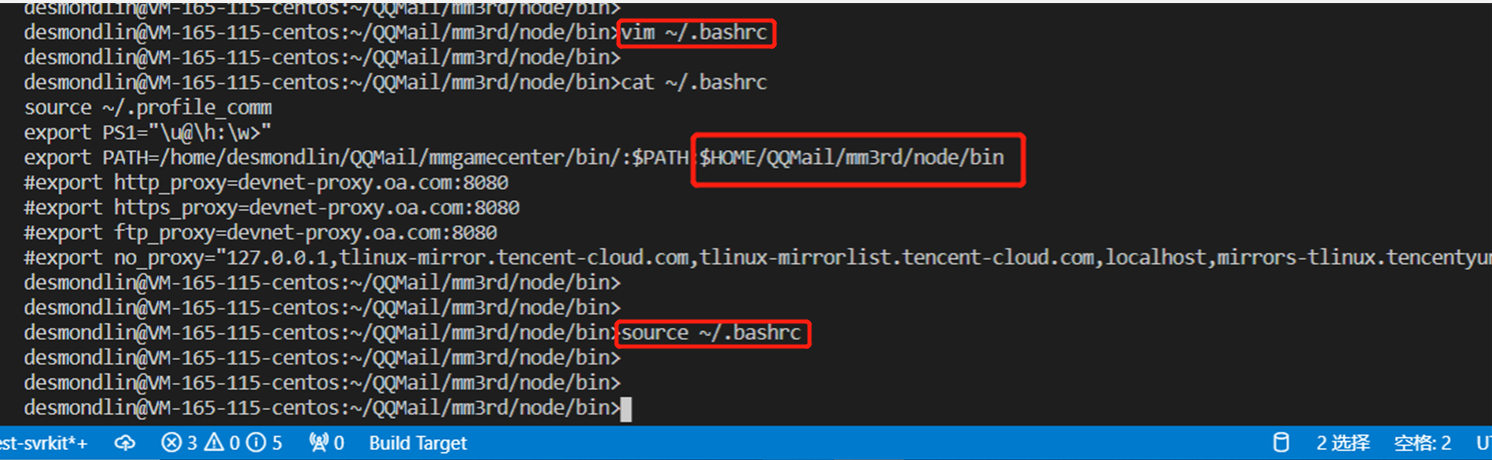 desmondlin@VM-165-115-centos:~/QQMail/mm3rd/node/bin>
desmondlin@VM-165-115-centos:~/QQMail/mm3rd/node/bin>vim ~/.bashrc
desmondlin@VM-165-115-centos:~/QQMail/mm3rd/node/bin>
desmondlin@VM-165-115-centos:~/QQMail/mm3rd/node/bin>cat ~/.bashrc
source ~/.profile_comm
export PS1="\u@\h:\w>"
export PATH=/home/desmondlin/QQMail/mmgamecenter/bin/:$PATH:$HOME/QQMail/mm3rd/node/bin
#export http_proxy=devnet-proxy.oa.com:8080
#export https_proxy=devnet-proxy.oa.com:8080
#export ftp_proxy=devnet-proxy.oa.com:8080
#export no_proxy="127.0.0.1,tlinux-mirror.tencent-cloud.com,tlinux-mirrorlist.tencent-cloud.com,localhost,mirrors-tlinux.tencentyun
desmondlin@VM-165-115-centos:~/QQMail/mm3rd/node/bin>
desmondlin@VM-165-115-centos:~/QQMail/mm3rd/node/bin>
desmondlin@VM-165-115-centos:~/QQMail/mm3rd/node/bin>source ~/.bashrc
desmondlin@VM-165-115-centos:~/QQMail/mm3rd/node/bin>
desmondlin@VM-165-115-centos:~/QQMail/mm3rd/node/bin>
desmondlin@VM-165-115-centos:~/QQMail/mm3rd/node/bin>
est-svrkit*+ 3 0 5 0 Build Target 2 选择 空格: 2